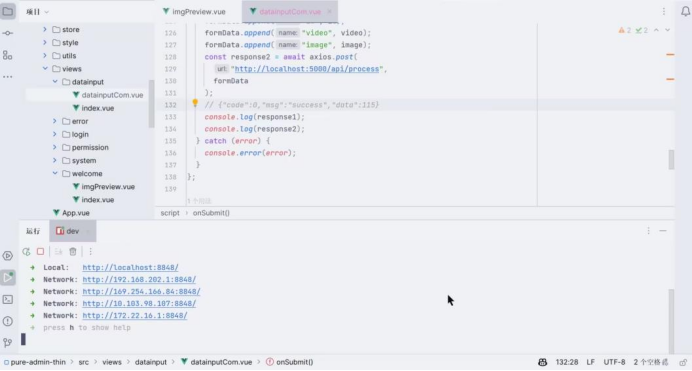 项目
imgPreview.vue
datainputCom.vue
store
style
utils
views
datainput
datainputCom.vue
index.vue
error
login
permission
system
welcome
imgPreview.vue
index.vue
App.vue
126 formData.append( name: "video", video);
127 formData.append( name: "image", image);
128 const response2 = await axios.post(
129 url: "http://localhost:5000/api/process",
130 formData
131 );
132 // {"code":0,"msg":"success","data":115}
133 console.log(response1);
134 console.log(response2);
135 } catch (error) {
136 console.error(error);
137 }
138 };
139
2 2
script > onSubmit()
运行 dev
➜ Local: http://localhost:8848/
➜ Network: http://192.168.202.1:8848/
➜ Network: http://169.254.166.84:8848/
➜ Network: http://10.103.98.187:8848/
➜ Network: http://172.22.16.1:8848/
➜ press h to show help
pure-admin-thin > src > views > datainput > datainputCom.vue > onSubmit()
132:28 LF UTF-8 2 个空格